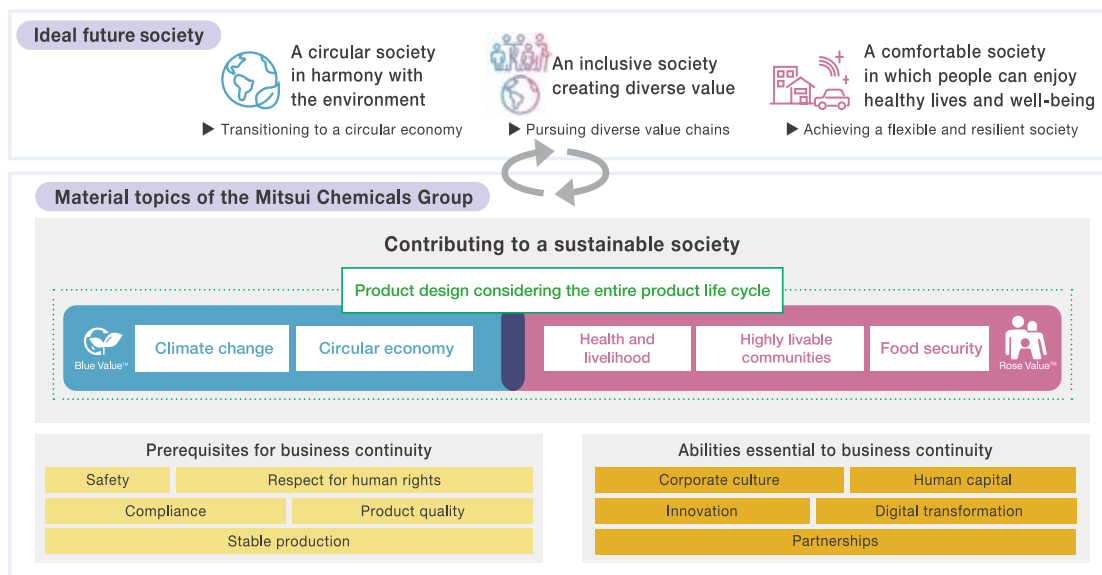 Ideal future society
A circular society
in harmony with
the environment
▶ Transitioning to a circular economy
An inclusive society
creating diverse value
▶ Pursuing diverse value chains
A comfortable society
in which people can enjoy
healthy lives and well-being
▶ Achieving a flexible and resilient society
Material topics of the Mitsui Chemicals Group
Contributing to a sustainable society
Product design considering the entire product life cycle
Blue Value™
Climate change
Circular economy
Health and
livelihood
Highly livable
communities
Food security
Rose Value™
Prerequisites for business continuity
Safety
Respect for human rights
Compliance
Product quality
Stable production
Abilities essential to business continuity
Corporate culture
Human capital
Innovation
Digital transformation
Partnerships